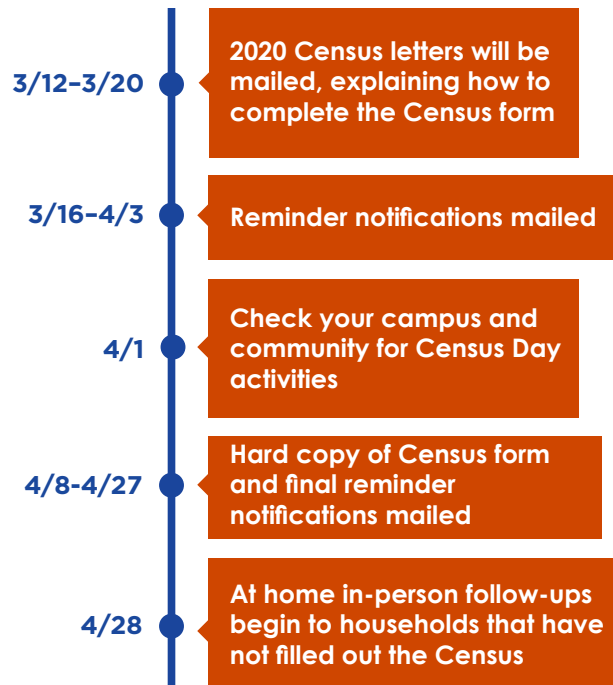 3/12–3/20
2020 Census letters will be
mailed, explaining how to
complete the Census form
3/16–4/3
Reminder notifications mailed
4/1
Check your campus and
community for Census Day
activities
4/8-4/27
Hard copy of Census form
and final reminder
notifications mailed
4/28
At home in-person follow-ups
begin to households that have
not filled out the Census